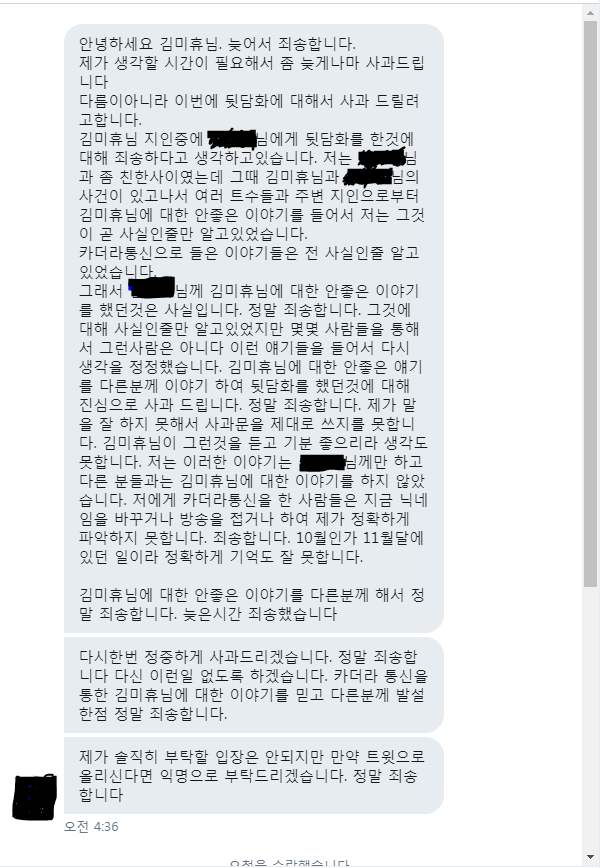 안녕하세요 김미휴님. 늦어서 죄송합니다.
제가 생각할 시간이 필요해서 좀 늦게나마 사과드립
니다
다름이아니라 이번에 뒷담화에 대해서 사과 드릴려
고합니다.
김미휴님 지인중에 님에게 뒷담화를 한것에
대해 죄송하다고 생각하고있습니다. 저는 님
과 좀 친한사이였는데 그때 김미휴님과 님의
사건이 있고나서 여러 트수들과 주변 지인으로부터
김미휴님에 대한 안좋은 이야기를 들어서 저는 그것
이 곧 사실인줄만 알고있었습니다.
카더라통신으로 들은 이야기들은 전 사실인줄 알고
있었습니다.
그래서 님께 김미휴님에 대한 안좋은 이야기
를 했던것은 사실입니다. 정말 죄송합니다. 그것에
대해 사실인줄만 알고있었지만 몇몇 사람들을 통해
서 그런사람은 아니다 이런 얘기들을 들어서 다시
생각을 정정했습니다. 김미휴님에 대한 안좋은 얘기
를 다른분께 이야기 하여 뒷담화를 했던것에 대해
진심으로 사과 드립니다. 정말 죄송합니다. 제가 말
을 잘 하지 못해서 사과문을 제대로 쓰지를 못합니
다. 김미휴님이 그런것을 듣고 기분 좋으리라 생각도
못합니다. 저는 이러한 이야기는 님께만 하고
다른 분들과는 김미휴님에 대한 이야기를 하지 않았
습니다. 저에게 카더라통신을 한 사람들은 지금 닉네
임을 바꾸거나 방송을 접거나 하여 제가 정확하게
파악하지 못합니다. 죄송합니다. 10월인가 11월달에
있던 일이라 정확하게 기억도 잘 못합니다.
김미휴님에 대한 안좋은 이야기를 다른분께 해서 정
말 죄송합니다. 늦은시간 죄송했습니다
다시한번 정중하게 사과드리겠습니다. 정말 죄송합
니다 다신 이런일 없도록 하겠습니다. 카더라 통신을
통한 김미휴님에 대한 이야기를 믿고 다른분께 발설
한점 정말 죄송합니다.
제가 솔직히 부탁할 입장은 안되지만 만약 트윗으로
올리신다면 익명으로 부탁드리겠습니다. 정말 죄송
합니다
오전 4:36
요청을 수락했습니다